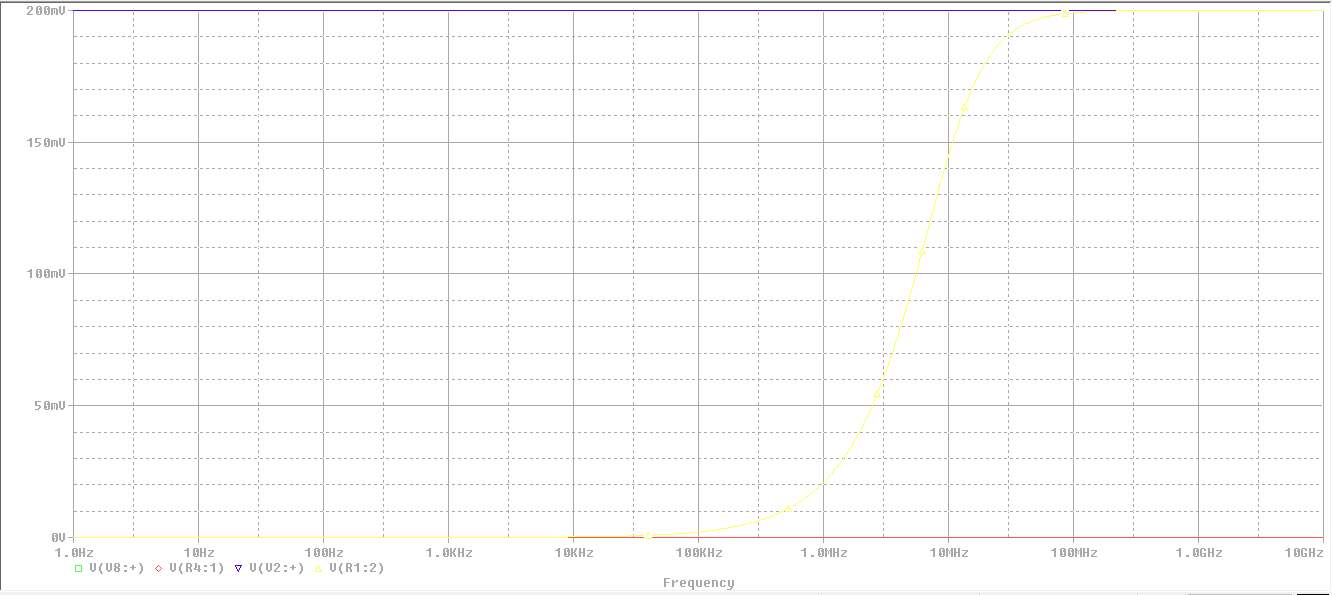 200mV
150mV
100mV
50mV
0V
1.0Hz 10Hz 100Hz 1.0KHz 10KHz 100KHz 1.0MHz 10MHz 100MHz 1.0GHz 10GHz
V(V8:+) V(R4:1) V(V2:+) V(R1:2)
Frequency